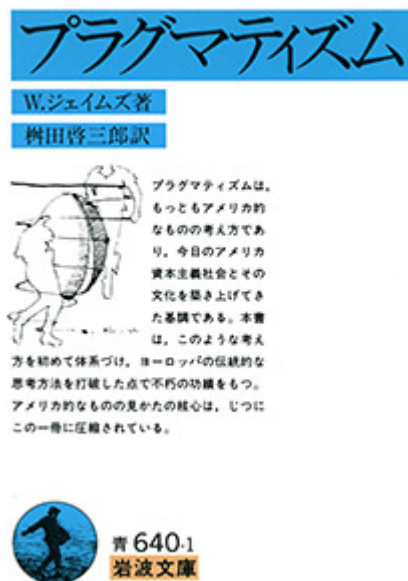 プラグマティズム
W.ジェイムズ著
桝田啓三郎訳
プラグマティズムは，
もっともアメリカ的
なものの考え方であ
り，今日のアメリカ
資本主義社会とその
文化を築き上げてき
た基調である．本書
は，このような考え
方を初めて体系づけ，ヨーロッパの伝統的な
思考方法を打破した点で不朽の功績をもつ．
アメリカ的なものの見かたの核心は，じつに
この一冊に圧縮されている．
青 640-1
岩波文庫